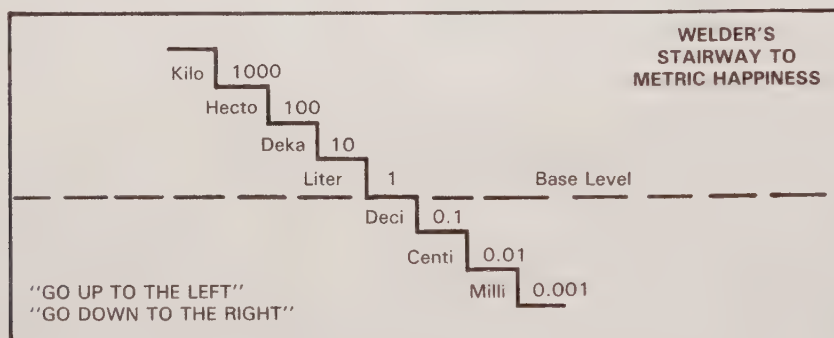 WELDER'S
STAIRWAY TO
METRIC HAPPINESS
Kilo 1000
Hecto 100
Deka 10
Liter 1 Base Level
Deci 0.1
Centi 0.01
Milli 0.001
"GO UP TO THE LEFT"
"GO DOWN TO THE RIGHT"